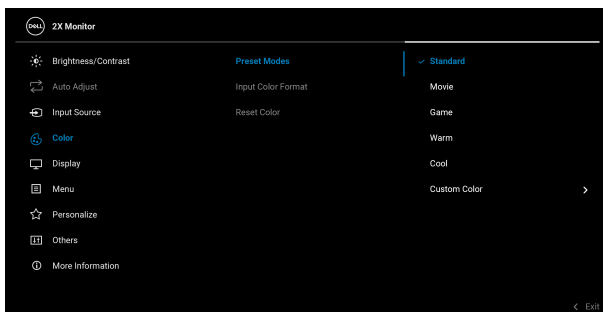 DELL 2X Monitor
Brightness/Contrast Preset Modes Standard
Auto Adjust Input Color Format Movie
Input Source Reset Color Game
Color Warm
Display Cool
Menu Custom Color
Personalize
Others
More Information
Exit